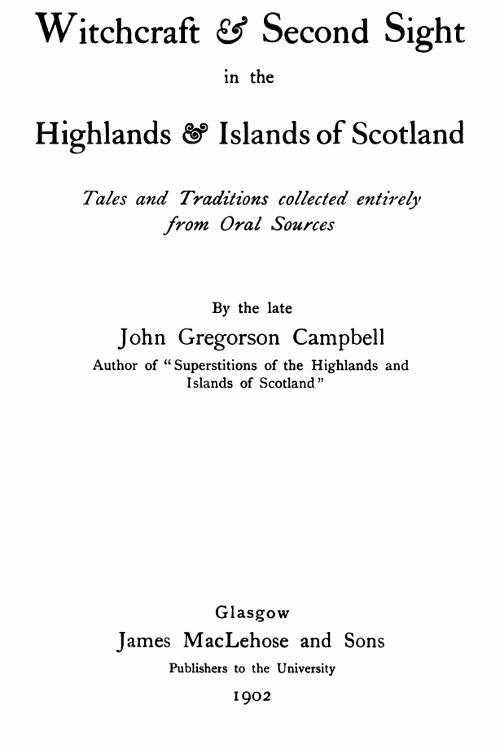 Witchcraft & Second Sight
in the
Highlands & Islands of Scotland
Tales and Traditions collected entirely
from Oral Sources
By the late
John Gregorson Campbell
Author of "Superstitions of the Highlands and
Islands of Scotland"
Glasgow
James MacLehose and Sons
Publishers to the University
1902